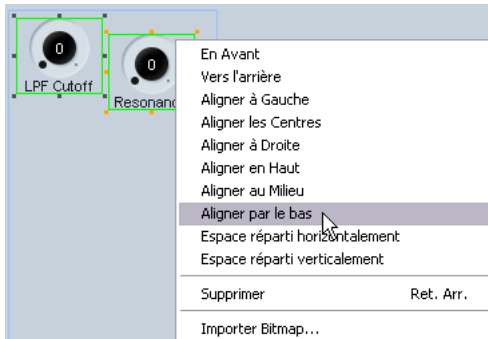 0
LPF Cutoff
0
Resonanc
En Avant
Vers l'arrière
Aligner à Gauche
Aligner les Centres
Aligner à Droite
Aligner en Haut
Aligner au Milieu
Aligner par le bas
Espace réparti horizontalement
Espace réparti verticalement
Supprimer Ret. Arr.
Importer Bitmap...